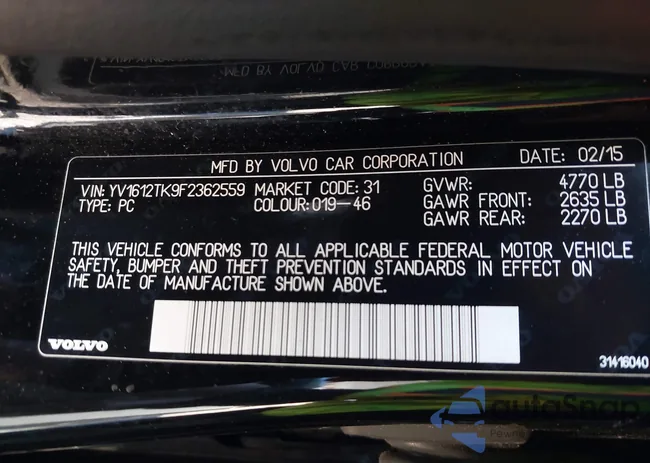 MFD BY VOLVO CAR CORPORATION DATE: 02/15
VIN: YV1612TK9F2362559 MARKET CODE: 31 GVWR: 4770 LB
TYPE: PC COLOUR: 019-46 GAWR FRONT: 2635 LB
GAWR REAR: 2270 LB
THIS VEHICLE CONFORMS TO ALL APPLICABLE FEDERAL MOTOR VEHICLE
SAFETY, BUMPER AND THEFT PREVENTION STANDARDS IN EFFECT ON
THE DATE OF MANUFACTURE SHOWN ABOVE.
VOLVO
31416040
autoSnap